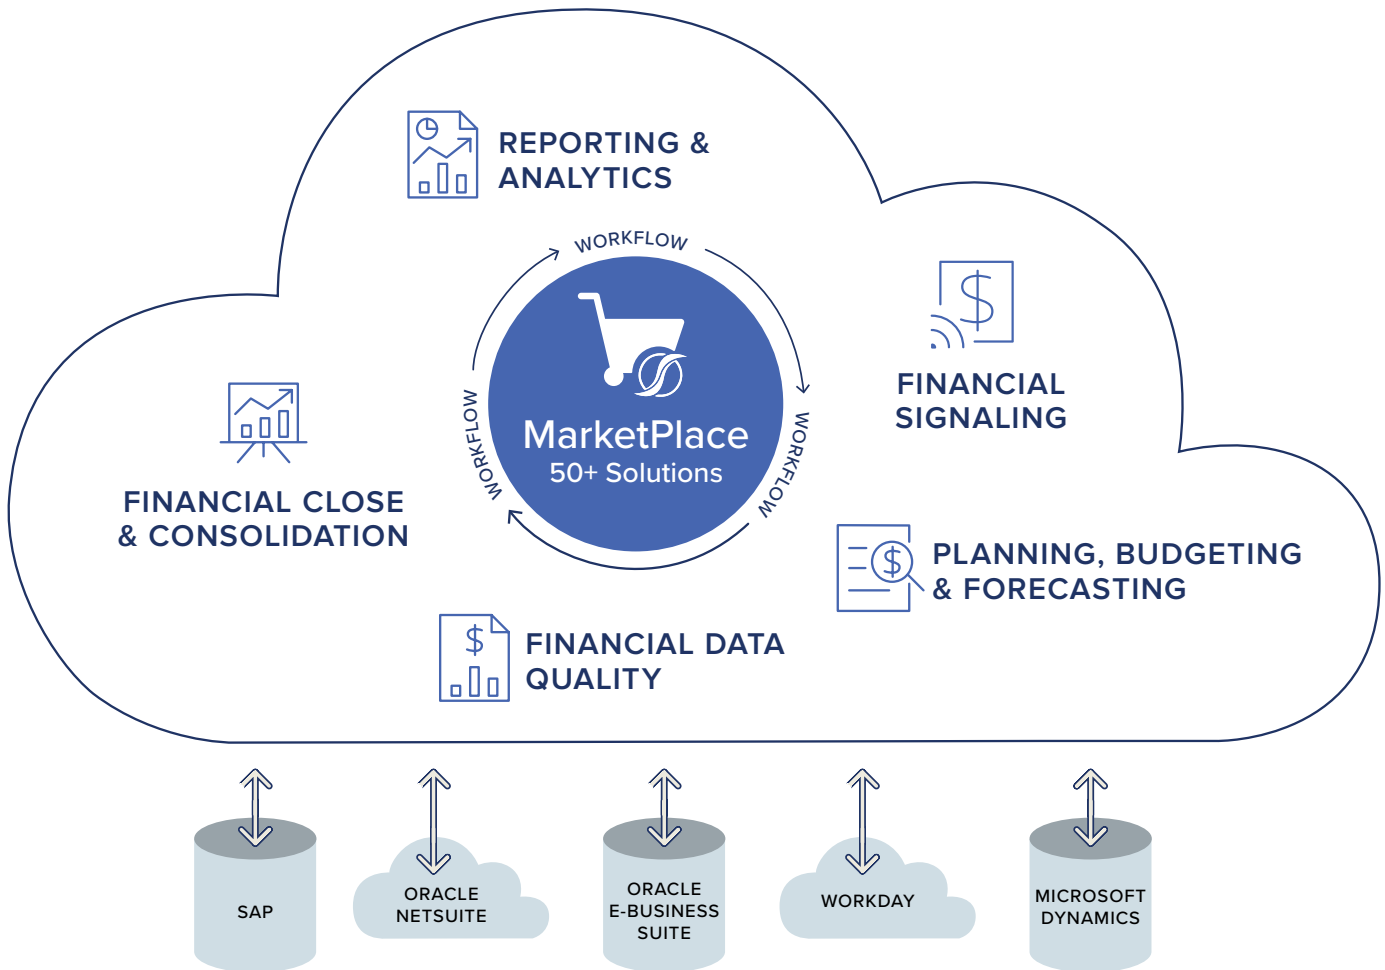 REPORTING &
ANALYTICS
WORKFLOW
WORKFLOW
WORKFLOW
MarketPlace
50+ Solutions
FINANCIAL
SIGNALING
FINANCIAL CLOSE
& CONSOLIDATION
PLANNING, BUDGETING
& FORECASTING
$
$
$
FINANCIAL DATA
QUALITY
SAP
ORACLE
NETSUITE
ORACLE
E-BUSINESS
SUITE
WORKDAY
MICROSOFT
DYNAMICS